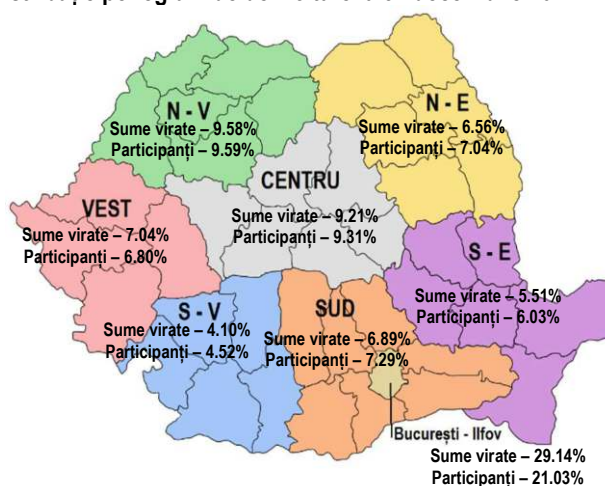 N - V
Sume virate – 9.58%
Participanți – 9.59%
N - E
Sume virate – 6.56%
Participanți – 7.04%
CENTRU
Sume virate – 9.21%
Participanți – 9.31%
VEST
Sume virate – 7.04%
Participanți – 6.80%
S - E
Sume virate – 5.51%
Participanți – 6.03%
S - V
Sume virate – 4.10%
Participanți – 4.52%
SUD
Sume virate – 6.89%
Participanți – 7.29%
București - Ilfov
Sume virate – 29.14%
Participanți – 21.03%